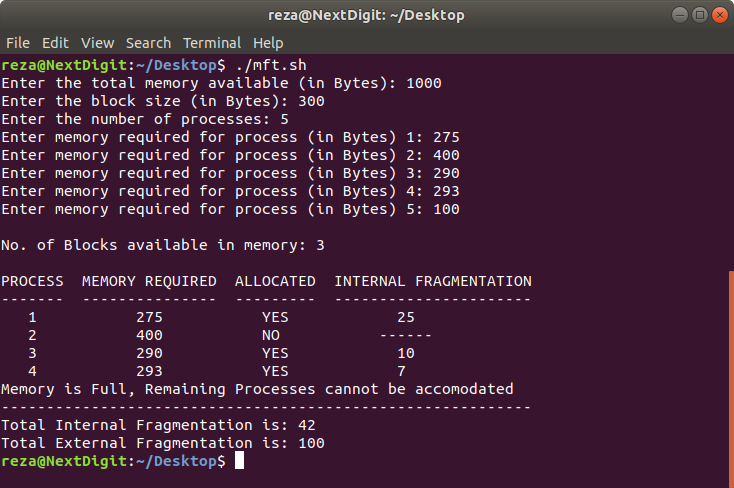 reza@NextDigit: ~/Desktop
File Edit View Search Terminal Help
reza@NextDigit:~/Desktop$ ./mft.sh
Enter the total memory available (in Bytes): 1000
Enter the block size (in Bytes): 300
Enter the number of processes: 5
Enter memory required for process (in Bytes) 1: 275
Enter memory required for process (in Bytes) 2: 400
Enter memory required for process (in Bytes) 3: 290
Enter memory required for process (in Bytes) 4: 293
Enter memory required for process (in Bytes) 5: 100
No. of Blocks available in memory: 3
PROCESS  MEMORY REQUIRED  ALLOCATED  INTERNAL FRAGMENTATION
-------  ---------------  ---------  ----------------------
   1           275           YES            25
   2           400           NO           ------
   3           290           YES            10
   4           293           YES            7
Memory is Full, Remaining Processes cannot be accomodated
-----------------------------------------------------------
Total Internal Fragmentation is: 42
Total External Fragmentation is: 100
reza@NextDigit:~/Desktop$